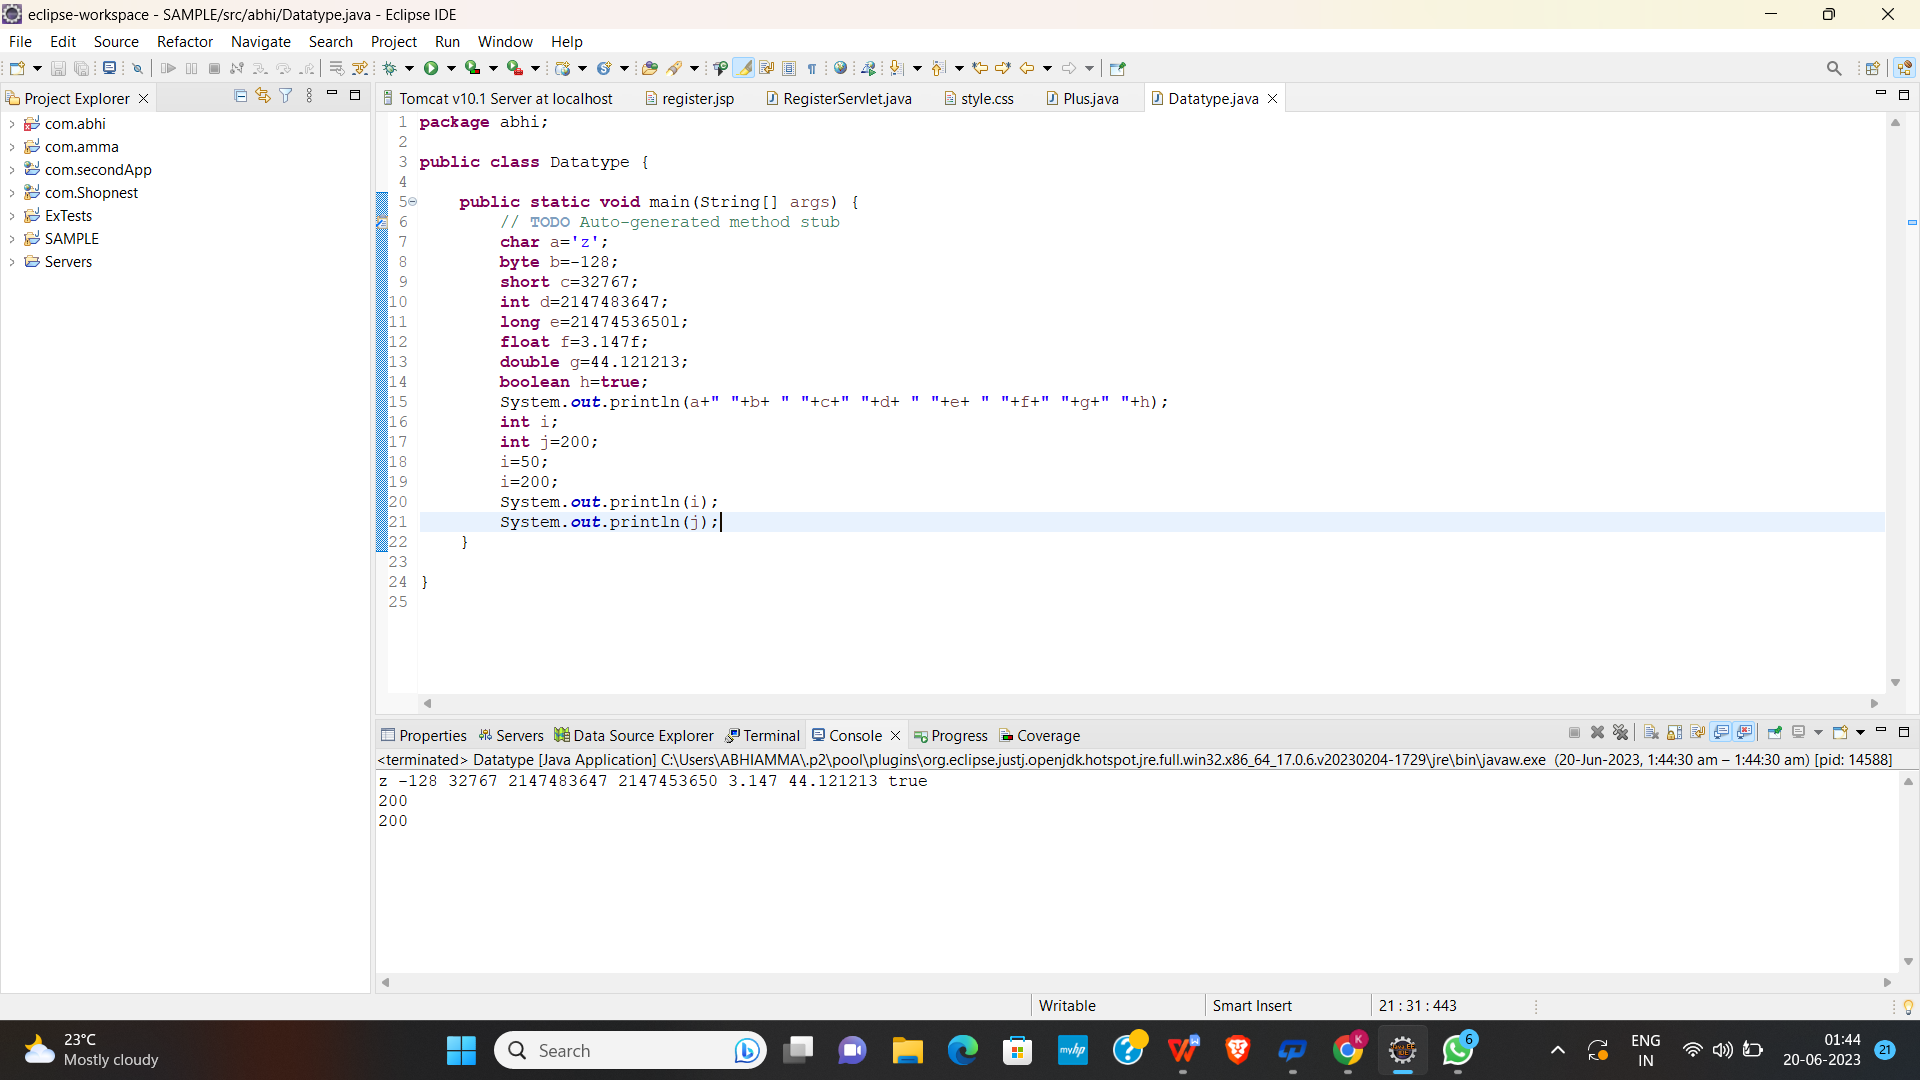 eclipse-workspace - SAMPLE/src/abhi/Datatype.java - Eclipse IDE
File Edit Source Refactor Navigate Search Project Run Window Help
Project Explorer
com.abhi
com.amma
com.secondApp
com.Shopnest
ExTests
SAMPLE
Servers
Tomcat v10.1 Server at localhost register.jsp RegisterServlet.java style.css Plus.java Datatype.java
1 package abhi;
2
3 public class Datatype {
4
5 public static void main(String[] args) {
6 // TODO Auto-generated method stub
7 char a='z';
8 byte b=-128;
9 short c=32767;
10 int d=2147483647;
11 long e=2147453650l;
12 float f=3.147f;
13 double g=44.121213;
14 boolean h=true;
15 System.out.println(a+" "+b+ " "+c+" "+d+ " "+e+ " "+f+" "+g+" "+h);
16 int i;
17 int j=200;
18 i=50;
19 i=200;
20 System.out.println(i);
21 System.out.println(j);
22 }
23
24 }
25
Properties Servers Data Source Explorer Terminal Console Progress Coverage
<terminated> Datatype [Java Application] C:\Users\ABHIAMMA\.p2\pool\plugins\org.eclipse.justj.openjdk.hotspot.jre.full.win32.x86_64_17.0.6.v20230204-1729\jre\bin\javaw.exe (20-Jun-2023, 1:44:30 am – 1:44:30 am) [pid: 14588]
z -128 32767 2147483647 2147453650 3.147 44.121213 true
200
200
Writable Smart Insert 21 : 31 : 443
23°C
Mostly cloudy
Search
myhp
K
6
ENG
IN
01:44
20-06-2023
21